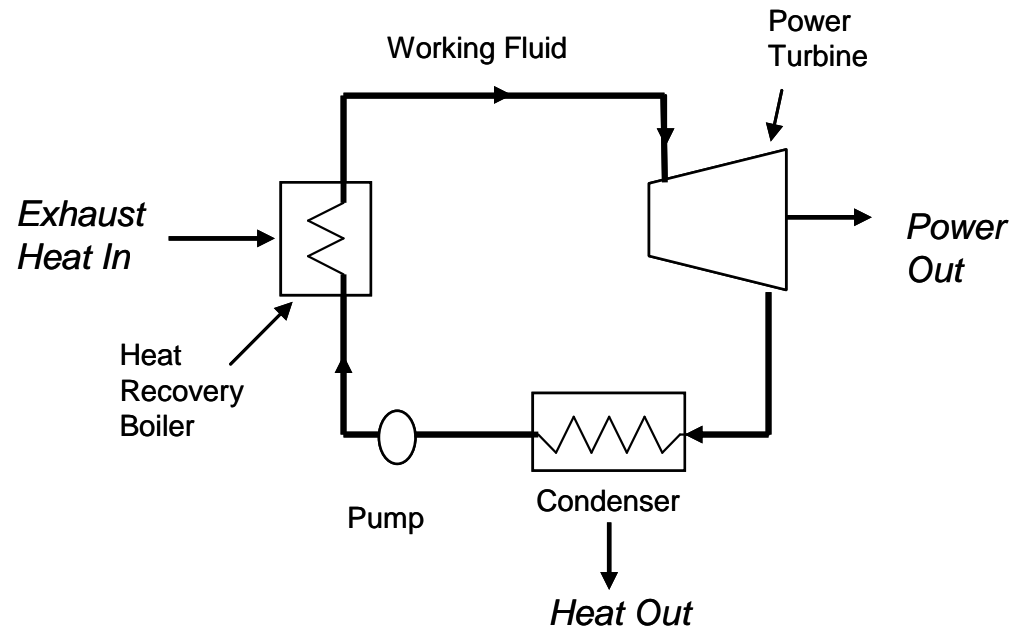 Power
Turbine
Working Fluid
Exhaust
Heat In
Power
Out
Heat
Recovery
Boiler
Condenser
Pump
Heat Out